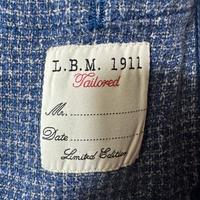 L.B.M. 1911
Tailored
Mr.
Date
Limited Edition